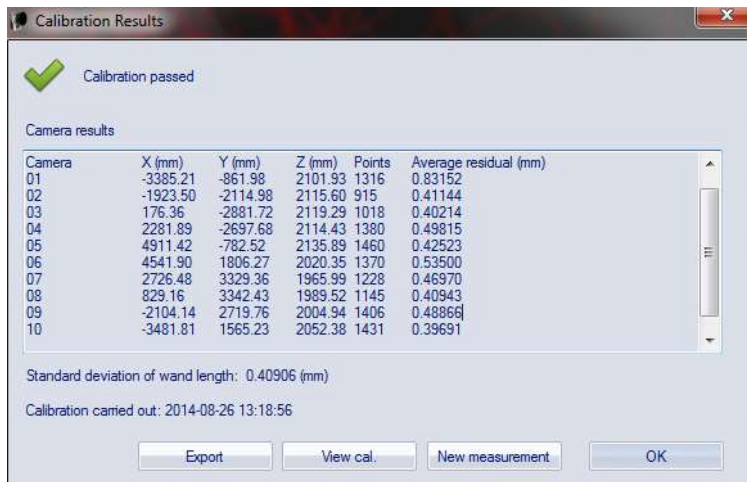 Calibration Results
Calibration passed
Camera results
Camera X (mm) Y (mm) Z (mm) Points Average residual (mm)
01 -3385.21 -861.98 2101.93 1316 0.83152
02 -1923.50 -2114.98 2115.60 915 0.41144
03 176.36 -2881.72 2119.29 1018 0.40214
04 2281.89 -2697.68 2114.43 1380 0.49815
05 4911.42 -782.52 2135.89 1460 0.42523
06 4541.90 1806.27 2020.35 1370 0.53500
07 2726.48 3329.36 1965.99 1228 0.46970
08 829.16 3342.43 1989.52 1145 0.40943
09 -2104.14 2719.76 2004.94 1406 0.48866
10 -3481.81 1565.23 2052.38 1431 0.39691
Standard deviation of wand length: 0.40906 (mm)
Calibration carried out: 2014-08-26 13:18:56
Export View cal. New measurement OK